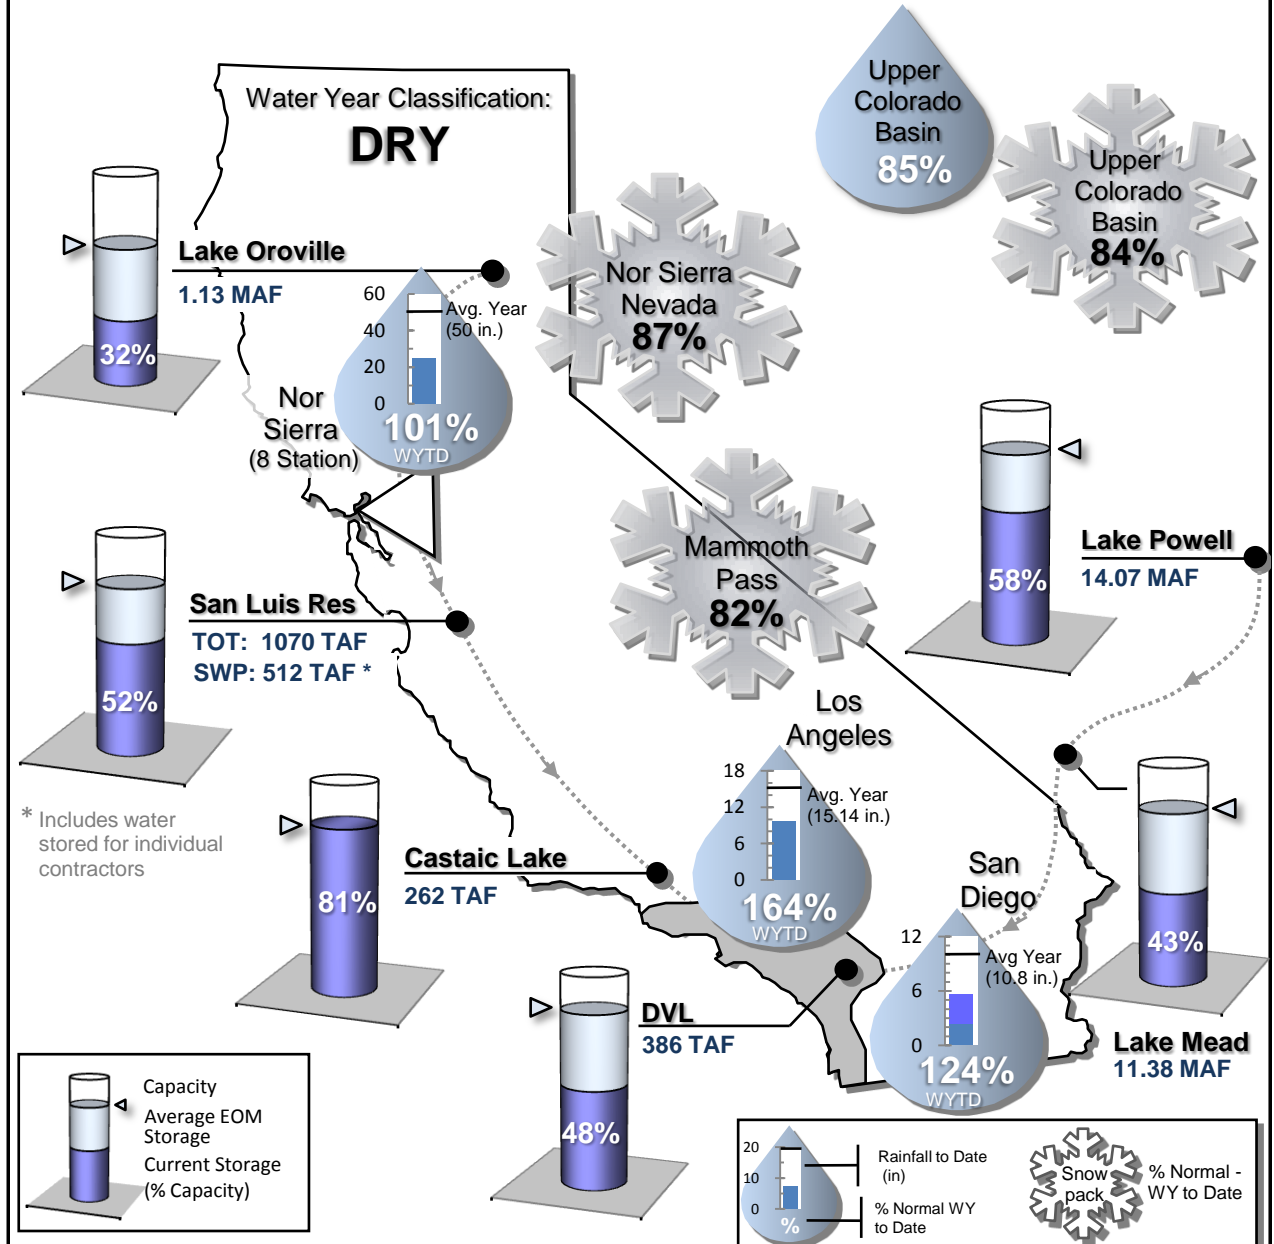 Water Year Classification:
DRY
Upper
Colorado
Basin
85%
Upper
Colorado
Basin
84%
Lake Oroville
1.13 MAF
32%
Nor Sierra
Nevada
87%
60
40
20
0
Avg. Year
(50 in.)
101%
WYTD
Nor
Sierra
(8 Station)
Mammoth
Pass
82%
Lake Powell
14.07 MAF
58%
San Luis Res
TOT: 1070 TAF
SWP: 512 TAF *
52%
* Includes water
stored for individual
contractors
Los
Angeles
18
12
6
0
Avg. Year
(15.14 in.)
164%
WYTD
Castaic Lake
262 TAF
81%
San
Diego
12
6
0
Avg Year
(10.8 in.)
124%
WYTD
43%
Lake Mead
11.38 MAF
DVL
386 TAF
48%
Capacity
Average EOM
Storage
Current Storage
(% Capacity)
20
10
0
%
Rainfall to Date
(in)
% Normal WY
to Date
Snow
pack
% Normal -
WY to Date